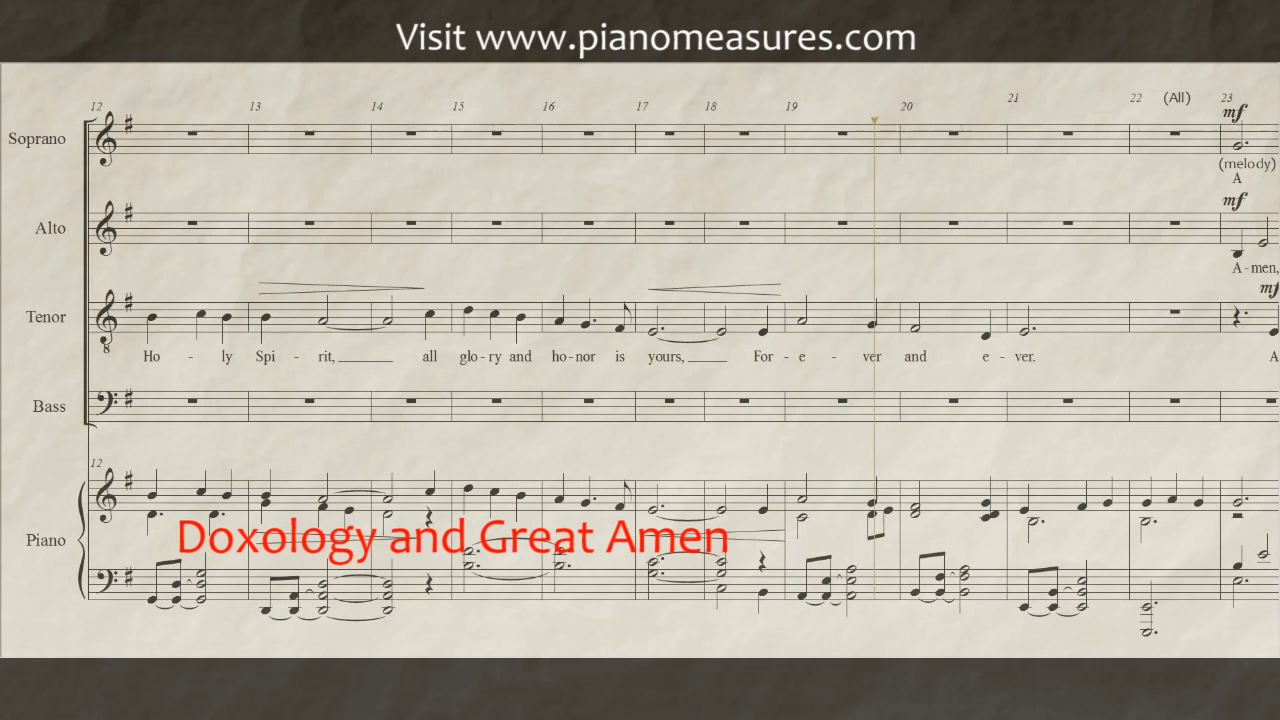 Visit www.pianomeasures.com
12 13 14 15 16 17 18 19 20 21 22 (All) 23
mf
Soprano
(melody)
A
mf
Alto
A-men,
mf
Tenor
8
Ho - ly Spi - rit, all glo-ry and ho-nor is yours, For - e - ver and e - ver. A
Bass
12
Piano
Doxology and Great Amen